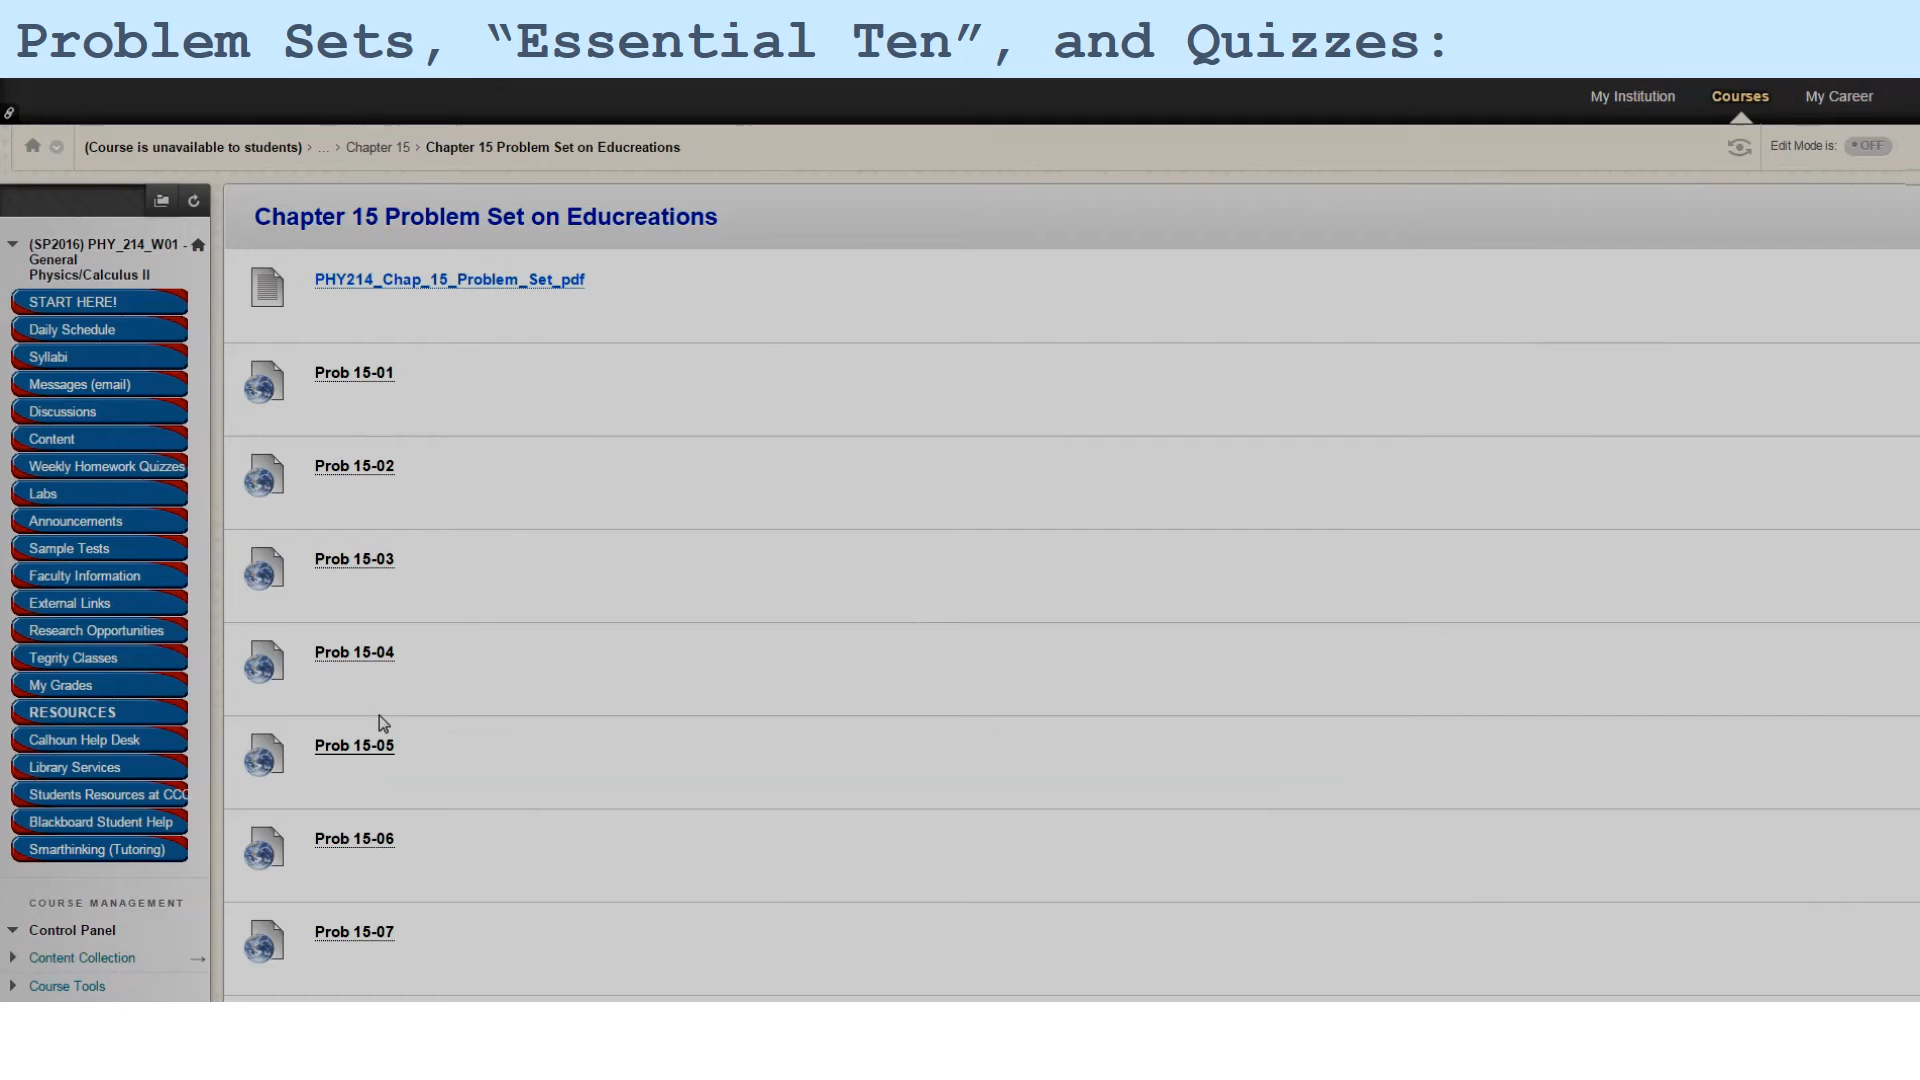 Problem Sets, “Essential Ten”, and Quizzes:
My Institution
Courses
My Career
(Course is unavailable to students) › ... › Chapter 15 › Chapter 15 Problem Set on Educreations
Edit Mode is:
• OFF
(SP2016) PHY_214_W01 -
General
Physics/Calculus II
START HERE!
Daily Schedule
Syllabi
Messages (email)
Discussions
Content
Weekly Homework Quizzes
Labs
Announcements
Sample Tests
Faculty Information
External Links
Research Opportunities
Tegrity Classes
My Grades
RESOURCES
Calhoun Help Desk
Library Services
Students Resources at CCC
Blackboard Student Help
Smarthinking (Tutoring)
COURSE MANAGEMENT
Control Panel
Content Collection →
Course Tools
Chapter 15 Problem Set on Educreations
PHY214_Chap_15_Problem_Set_pdf
Prob 15-01
Prob 15-02
Prob 15-03
Prob 15-04
Prob 15-05
Prob 15-06
Prob 15-07